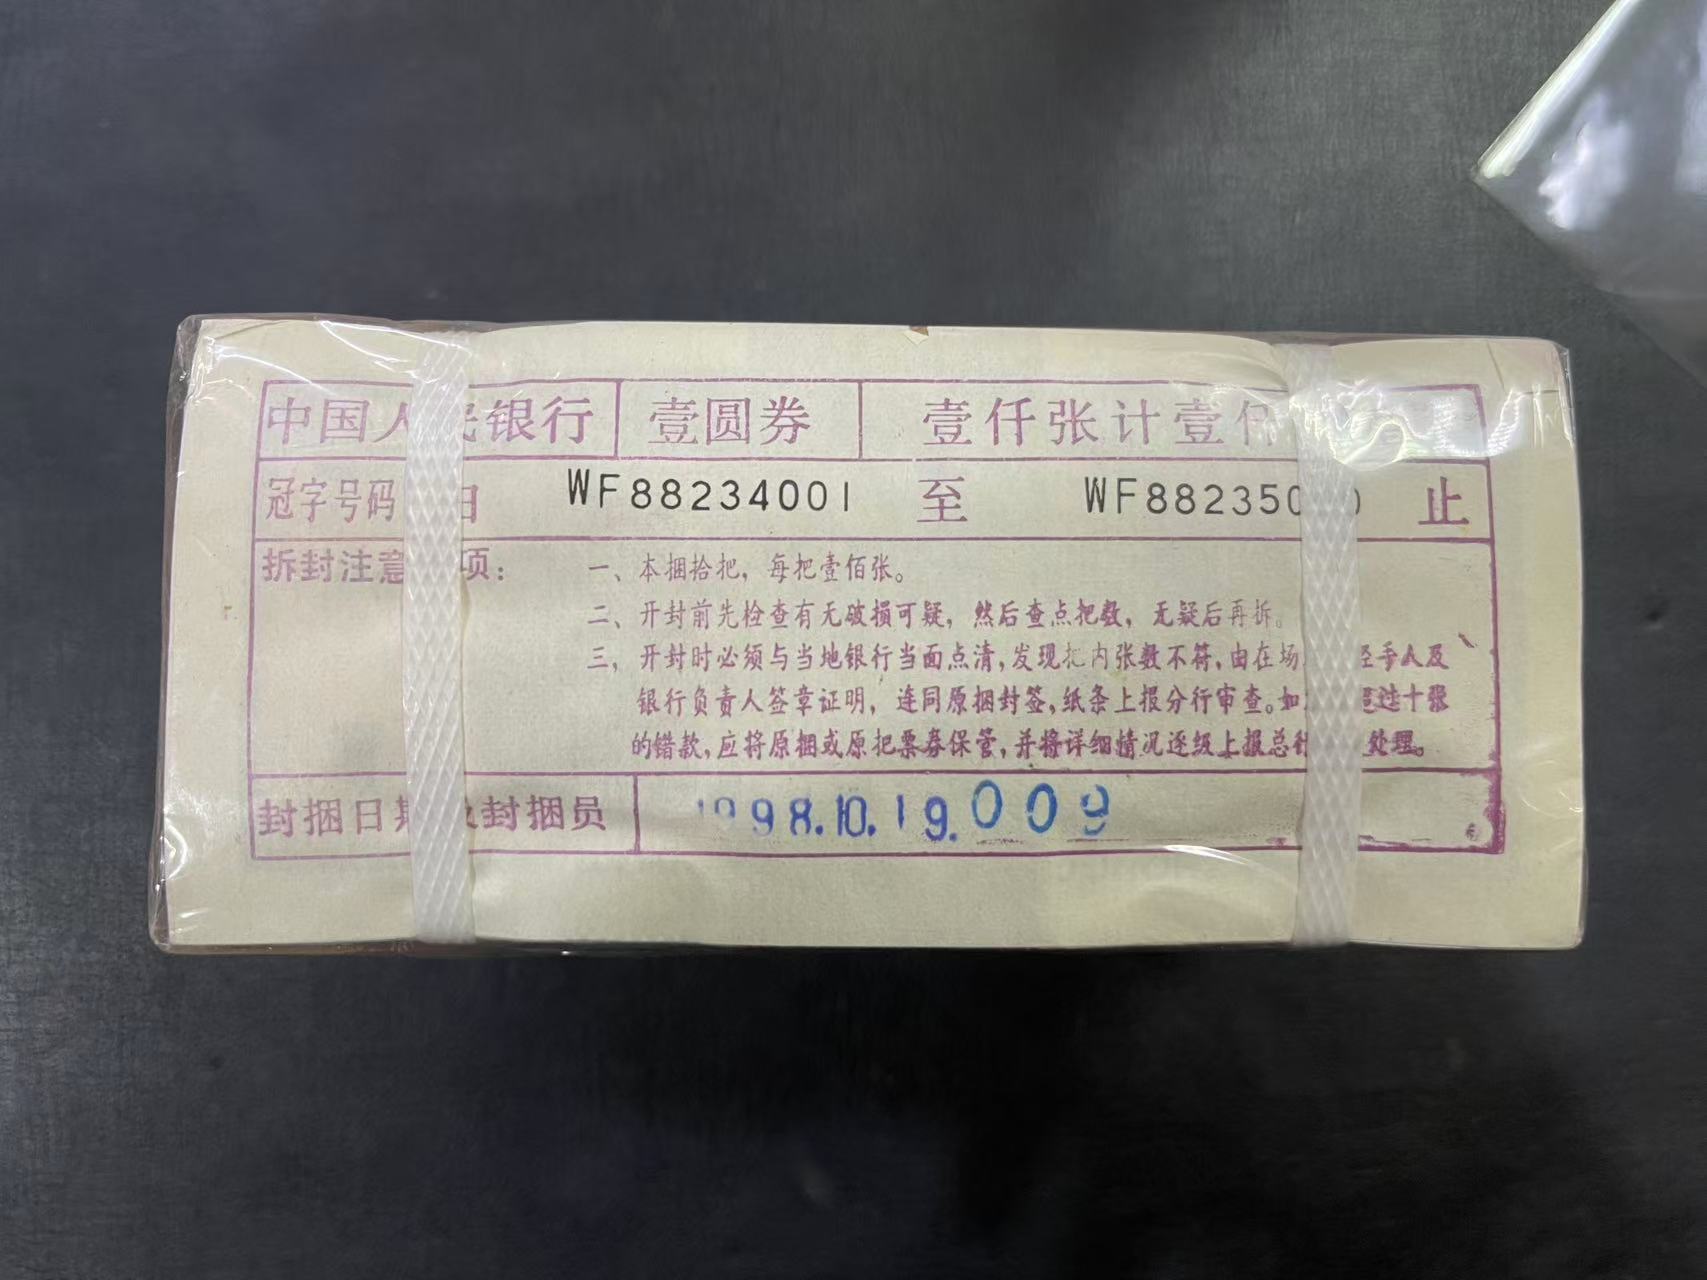 中国人民银行 壹圆券 壹仟张计壹仟
冠字号码 由 WF88234001 至 WF88235000 止
拆封注意事项：
一、本捆拾把，每把壹佰张。
二、开封前先检查有无破损可疑，然后查点把数，无疑后再拆。
三、开封时必须与当地银行当面点清，发现把内张数不符，由在场 经手人及
银行负责人签章证明，连同原捆封签，纸条上报分行审查。如 超过十张
的错款，应将原捆或原把票券保管，并将详细情况逐级上报总行 处理。
封捆日期及封捆员 1998.10.19.009